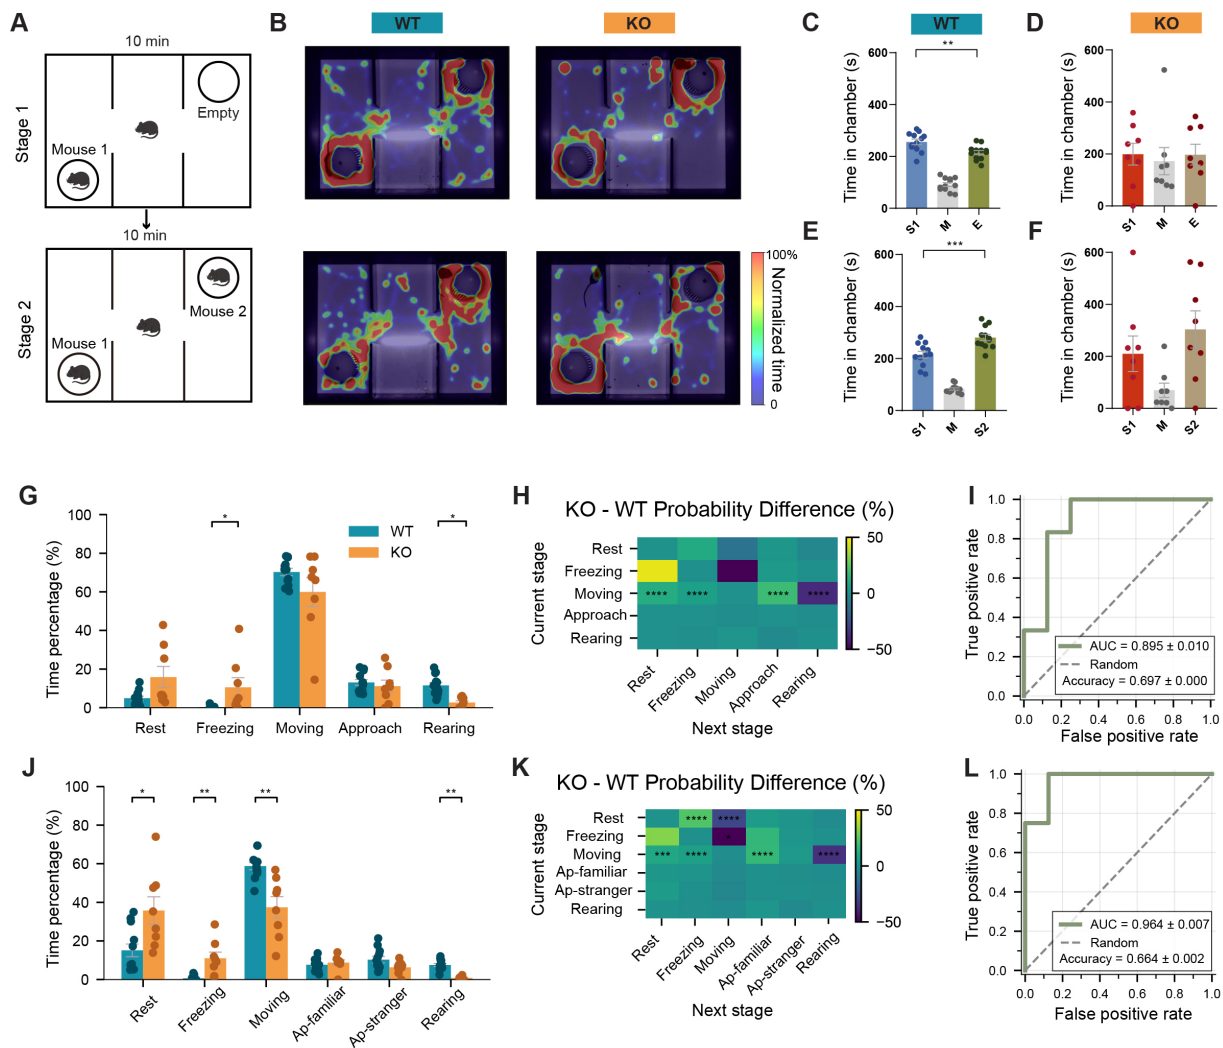 A
10 min
Stage 1
Empty
Mouse 1
10 min
Stage 2
Mouse 2
Mouse 1
B
WT
KO
100%
Normalized time
0
C
WT
Time in chamber (s)
600
400
200
0
**
S1
M
E
D
KO
Time in chamber (s)
600
400
200
0
S1
M
E
E
Time in chamber (s)
600
400
200
0
***
S1
M
S2
F
Time in chamber (s)
600
400
200
0
S1
M
S2
G
Time percentage (%)
100
80
60
40
20
0
*
*
WT
KO
Rest
Freezing
Moving
Approach
Rearing
H
KO - WT Probability Difference (%)
Current stage
Rest
Freezing
Moving
Approach
Rearing
**** **** **** ****
50
0
−50
Rest
Freezing
Moving
Approach
Rearing
Next stage
I
True positive rate
1.0
0.8
0.6
0.4
0.2
0.0
AUC = 0.895 ± 0.010
Random
Accuracy = 0.697 ± 0.000
0.0
0.2
0.4
0.6
0.8
1.0
False positive rate
J
Time percentage (%)
100
80
60
40
20
0
*
**
**
**
Rest
Freezing
Moving
Ap-familiar
Ap-stranger
Rearing
K
KO - WT Probability Difference (%)
Current stage
Rest
Freezing
Moving
Ap-familiar
Ap-stranger
Rearing
**** ****
*
*** **** **** ****
50
0
−50
Rest
Freezing
Moving
Ap-familiar
Ap-stranger
Rearing
Next stage
L
True positive rate
1.0
0.8
0.6
0.4
0.2
0.0
AUC = 0.964 ± 0.007
Random
Accuracy = 0.664 ± 0.002
0.0
0.2
0.4
0.6
0.8
1.0
False positive rate